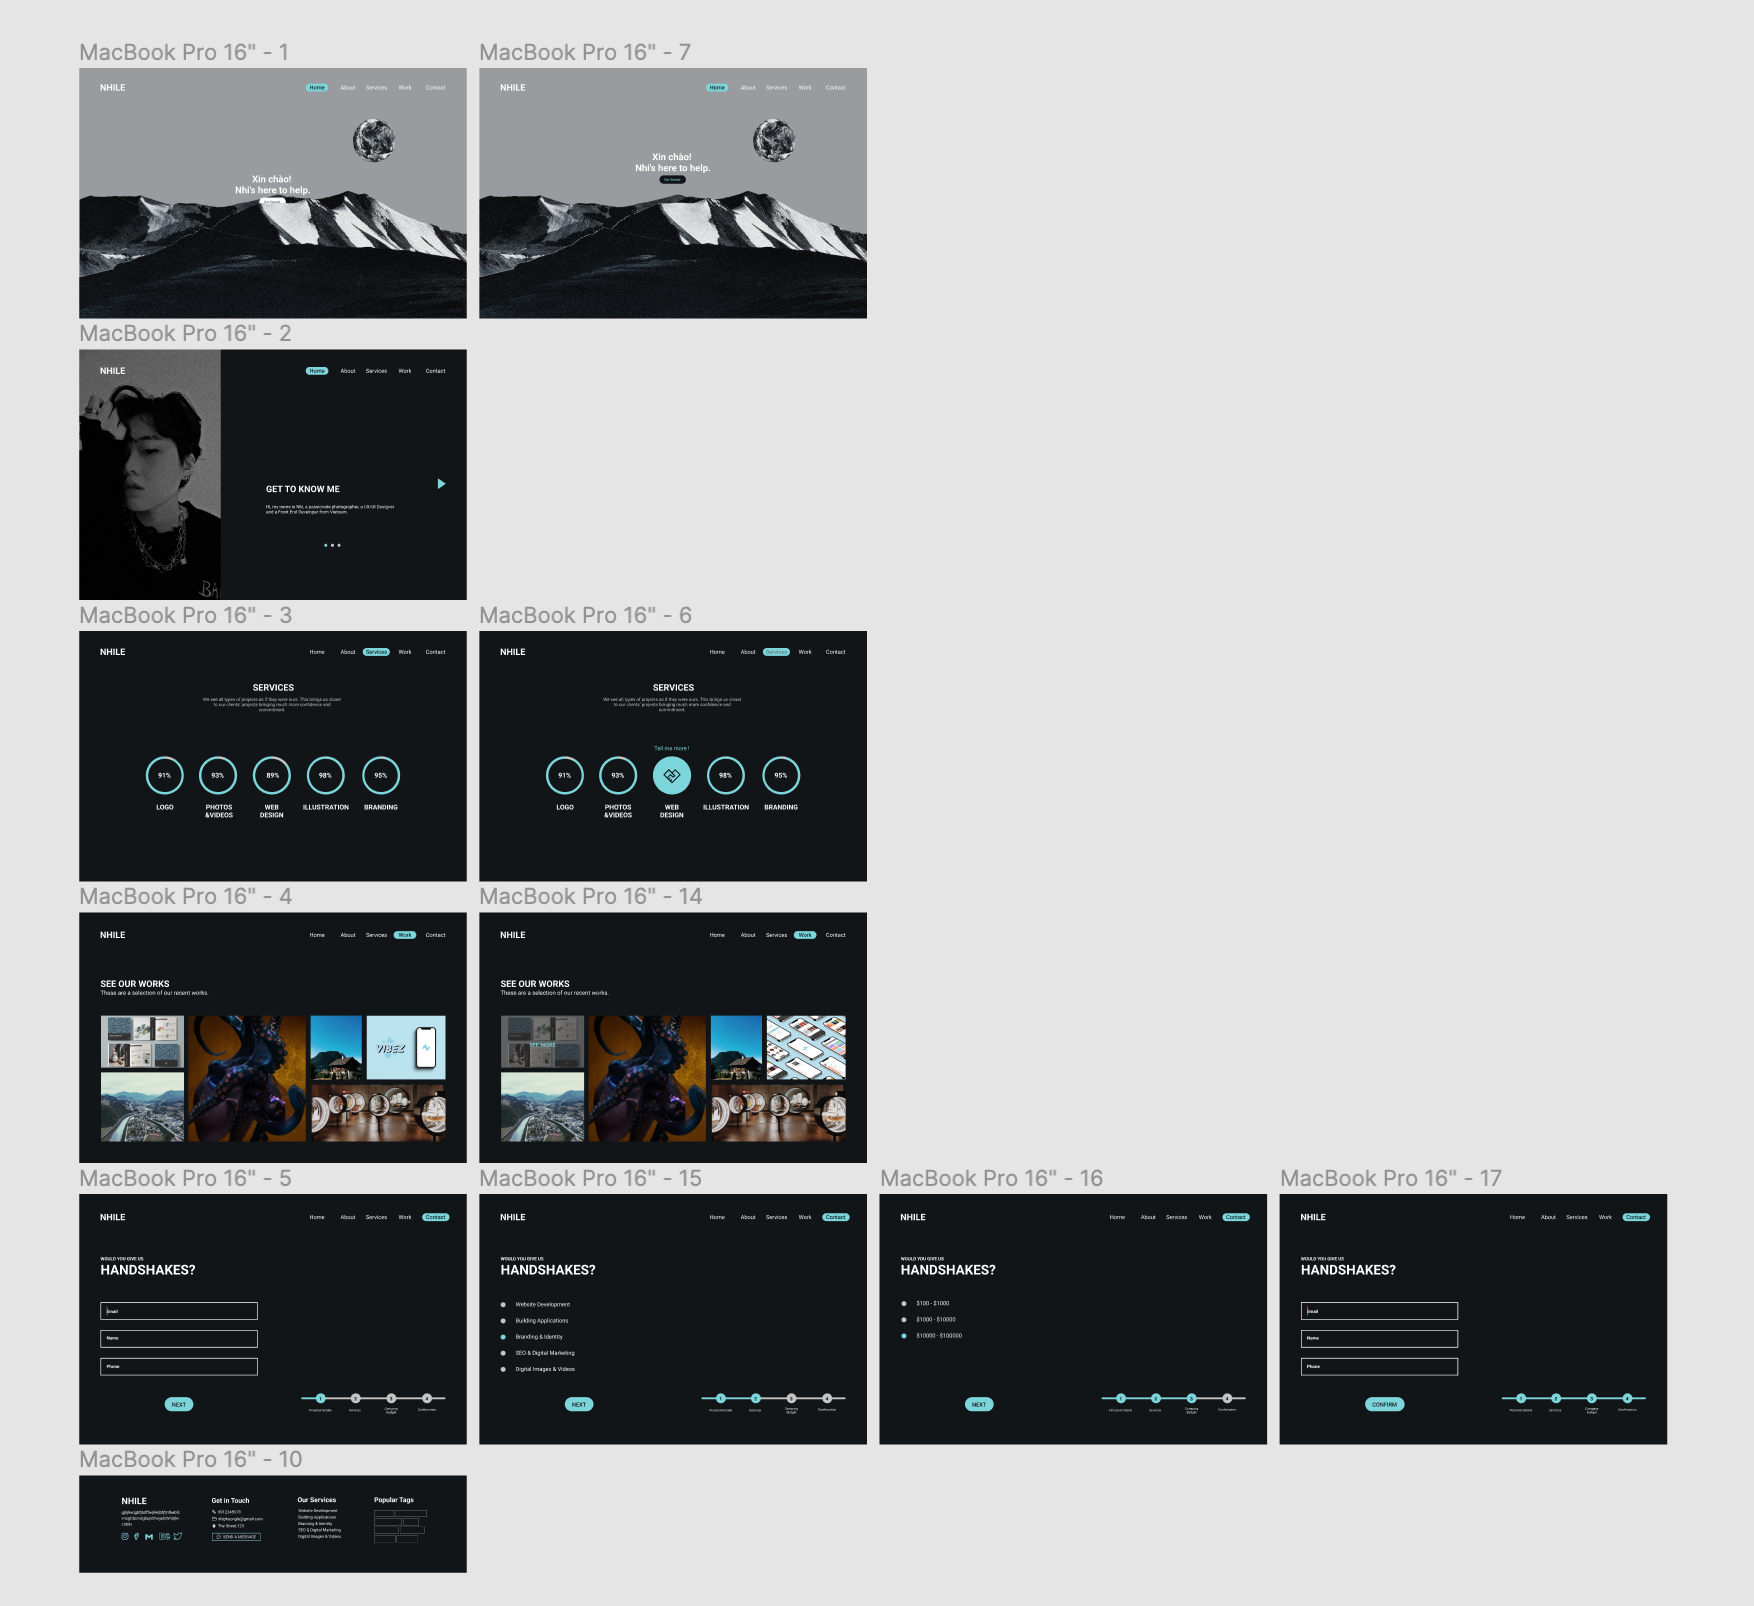 MacBook Pro 16" - 1
NHILE
Home About Services Work Contact
Xin chào!
Nhi's here to help.
Get Started
MacBook Pro 16" - 7
NHILE
Home About Services Work Contact
Xin chào!
Nhi's here to help.
Get Started
MacBook Pro 16" - 2
NHILE
Home About Services Work Contact
GET TO KNOW ME
Hi, my name is Nhi, a passionate photographer, a UX/UI Designer
and a Front End Developer from Vietnam.
MacBook Pro 16" - 3
NHILE
Home About Services Work Contact
SERVICES
We see all types of projects as if they were ours. This brings us closer
to our clients' projects bringing much more confidence and
commitment.
91% 93% 89% 98% 95%
LOGO PHOTOS WEB ILLUSTRATION BRANDING
&VIDEOS DESIGN
MacBook Pro 16" - 6
NHILE
Home About Services Work Contact
SERVICES
We see all types of projects as if they were ours. This brings us closer
to our clients' projects bringing much more confidence and
commitment.
Tell me more !
91% 93% 98% 95%
LOGO PHOTOS WEB ILLUSTRATION BRANDING
&VIDEOS DESIGN
MacBook Pro 16" - 4
NHILE
Home About Services Work Contact
SEE OUR WORKS
These are a selection of our recent works.
VIBEZ
MacBook Pro 16" - 14
NHILE
Home About Services Work Contact
SEE OUR WORKS
These are a selection of our recent works.
SEE MORE
MacBook Pro 16" - 5
NHILE
Home About Services Work Contact
WOULD YOU GIVE US
HANDSHAKES?
Email
Name
Phone
NEXT
1 2 3 4
Personal Details Services Company Confirmation
Budget
MacBook Pro 16" - 15
NHILE
Home About Services Work Contact
WOULD YOU GIVE US
HANDSHAKES?
Website Development
Building Applications
Branding & Identity
SEO & Digital Marketing
Digital Images & Videos
NEXT
1 2 3 4
Personal Details Services Company Confirmation
Budget
MacBook Pro 16" - 16
NHILE
Home About Services Work Contact
WOULD YOU GIVE US
HANDSHAKES?
$100 - $1000
$1000 - $10000
$10000 - $100000
NEXT
1 2 3 4
Personal Details Services Company Confirmation
Budget
MacBook Pro 16" - 17
NHILE
Home About Services Work Contact
WOULD YOU GIVE US
HANDSHAKES?
Email
Name
Phone
CONFIRM
1 2 3 4
Personal Details Services Company Confirmation
Budget
MacBook Pro 16" - 10
NHILE
Get in Touch
0912345678
The Street,123
SEND A MESSAGE
Our Services
Website Development
Building Applications
Branding & Identity
SEO & Digital Marketing
Digital Images & Videos
Popular Tags